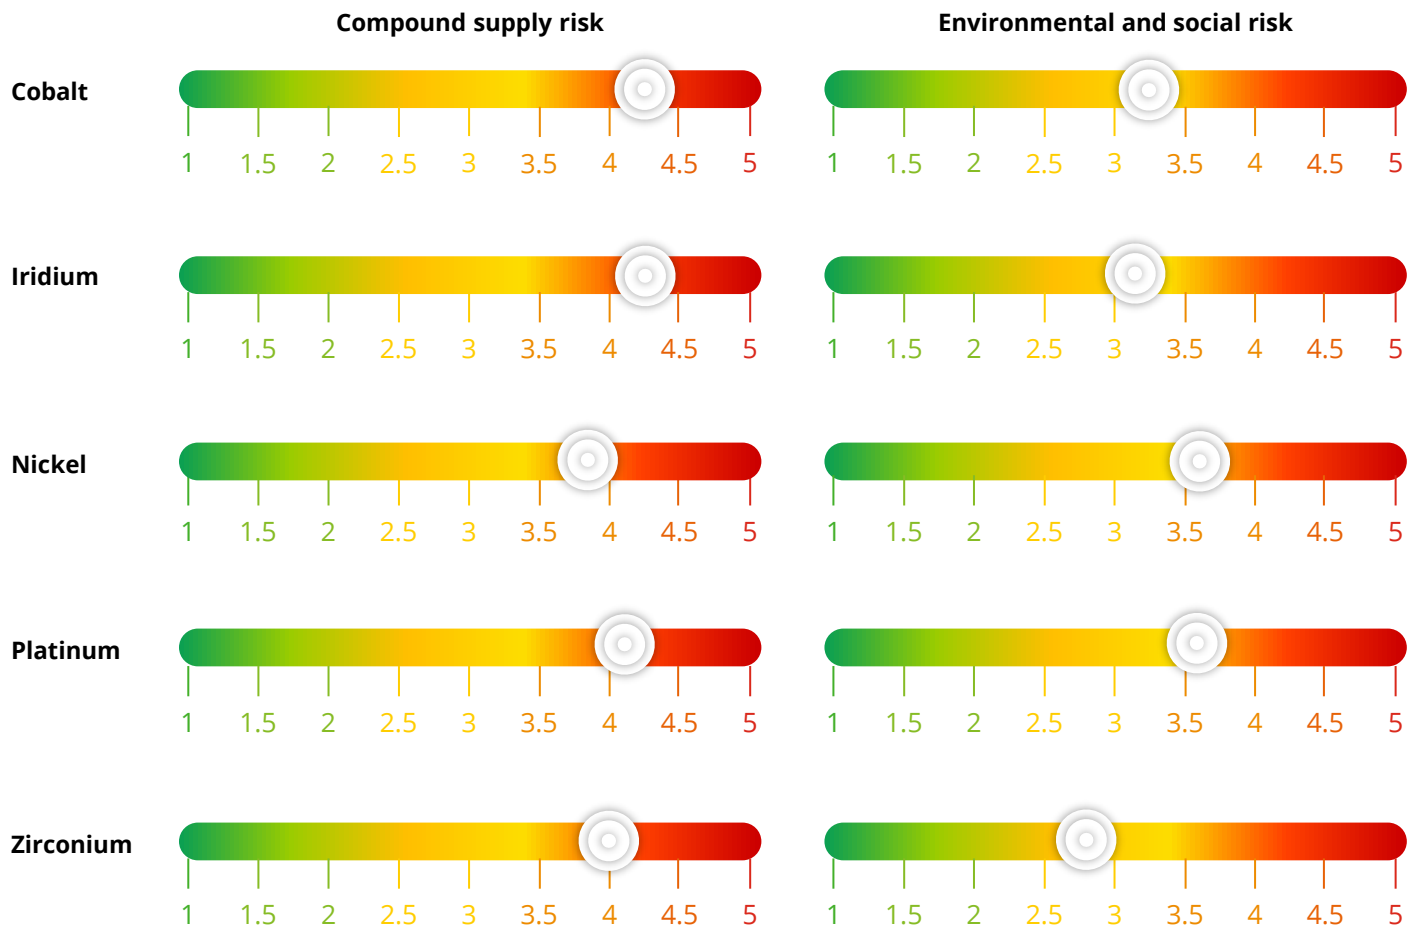 Compound supply risk Environmental and social risk
Cobalt
1 1.5 2 2.5 3 3.5 4 4.5 5 1 1.5 2 2.5 3 3.5 4 4.5 5
Iridium
1 1.5 2 2.5 3 3.5 4 4.5 5 1 1.5 2 2.5 3 3.5 4 4.5 5
Nickel
1 1.5 2 2.5 3 3.5 4 4.5 5 1 1.5 2 2.5 3 3.5 4 4.5 5
Platinum
1 1.5 2 2.5 3 3.5 4 4.5 5 1 1.5 2 2.5 3 3.5 4 4.5 5
Zirconium
1 1.5 2 2.5 3 3.5 4 4.5 5 1 1.5 2 2.5 3 3.5 4 4.5 5